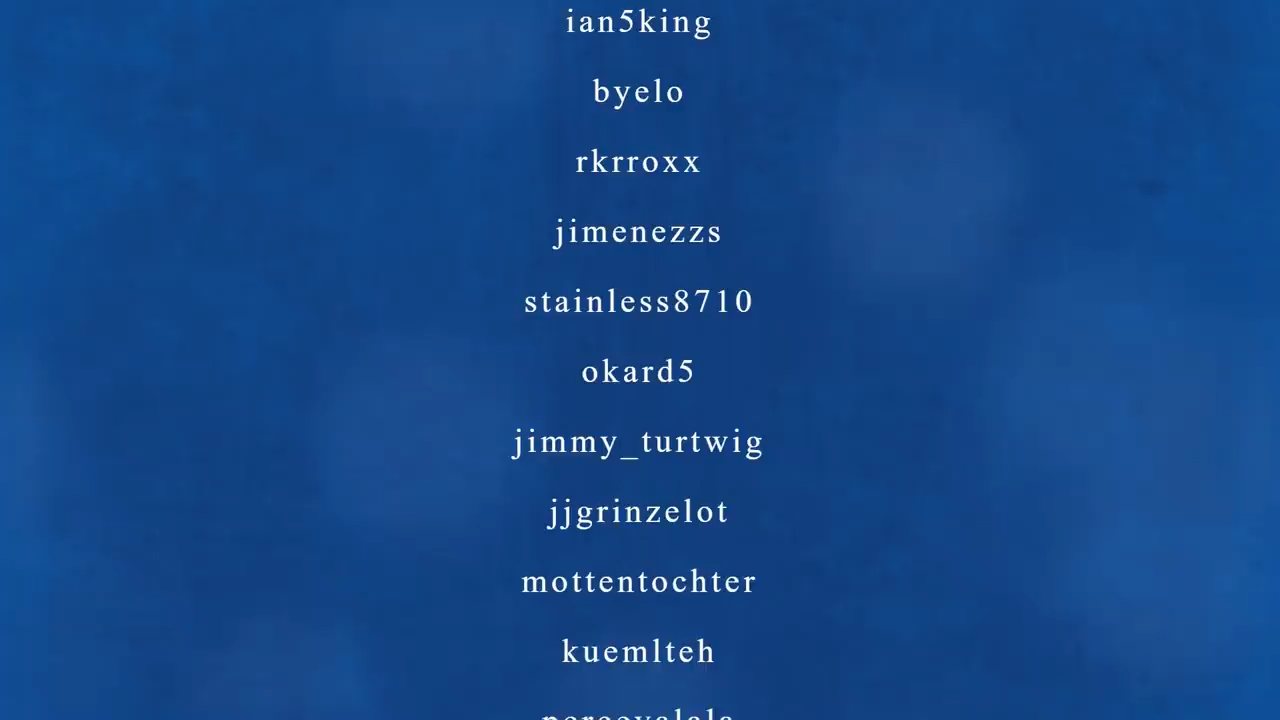 ian5king
byelo
rkrroxx
jimenezzs
stainless8710
okard5
jimmy_turtwig
jjgrinzelot
mottentochter
kuemlteh